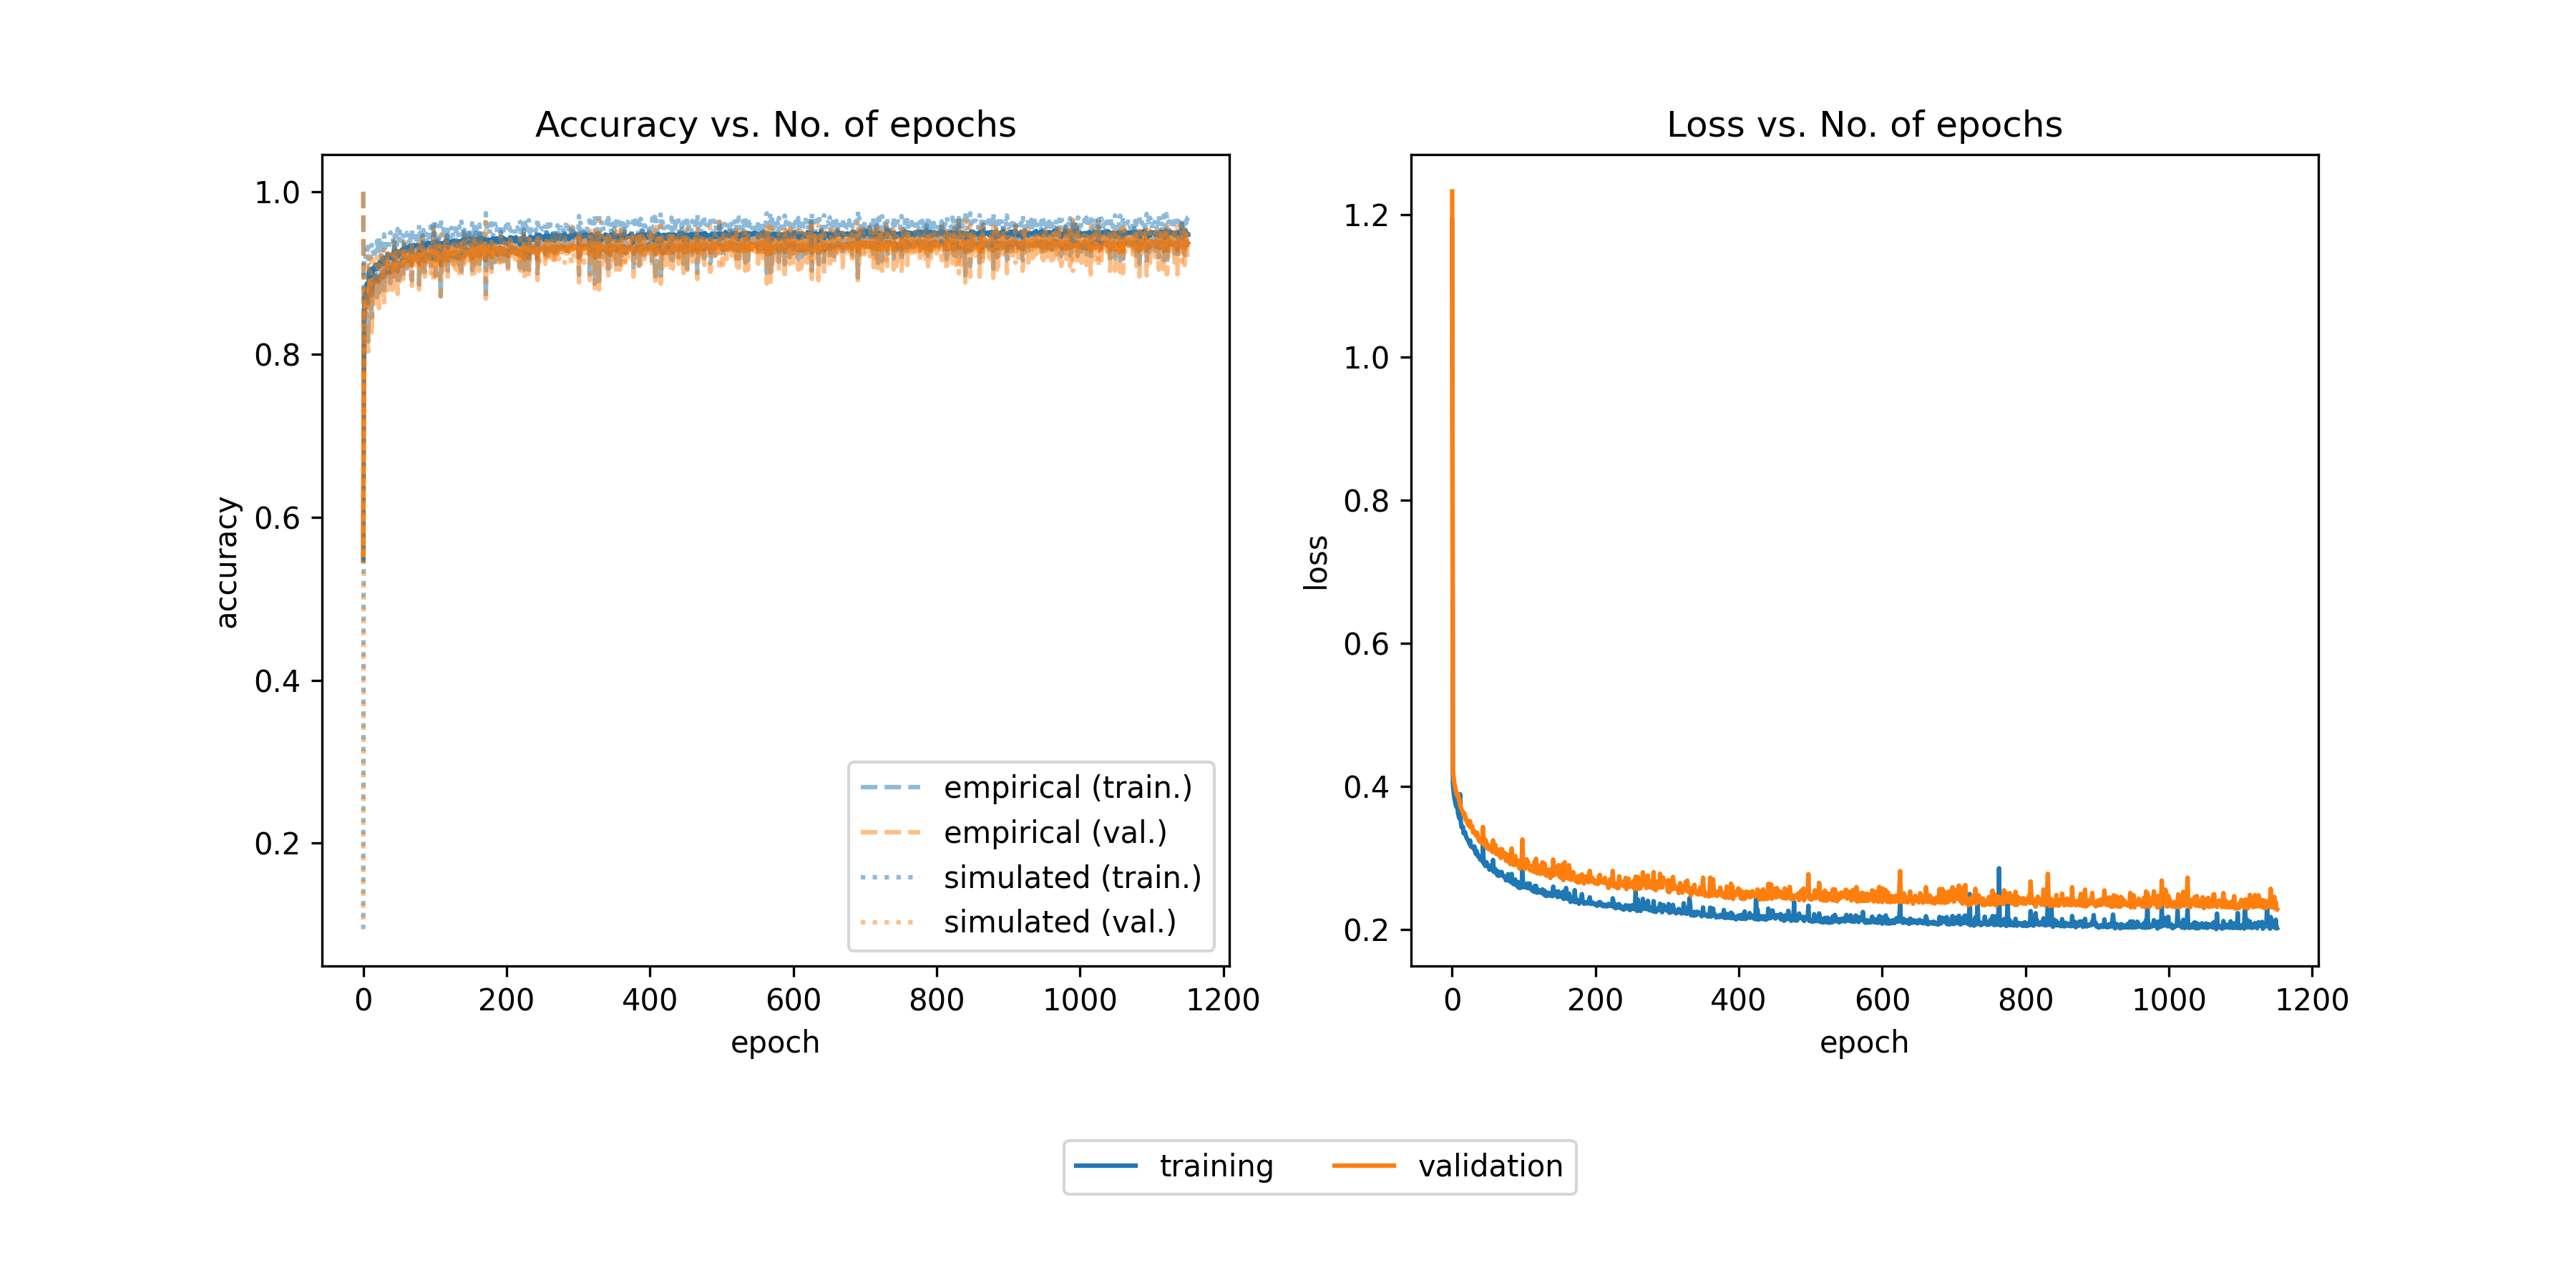 Accuracy vs. No. of epochs
1.0
0.8
0.6
0.4
0.2
accuracy
0 200 400 600 800 1000 1200
epoch
empirical (train.)
empirical (val.)
simulated (train.)
simulated (val.)
Loss vs. No. of epochs
1.2
1.0
0.8
0.6
0.4
0.2
loss
0 200 400 600 800 1000 1200
epoch
training validation